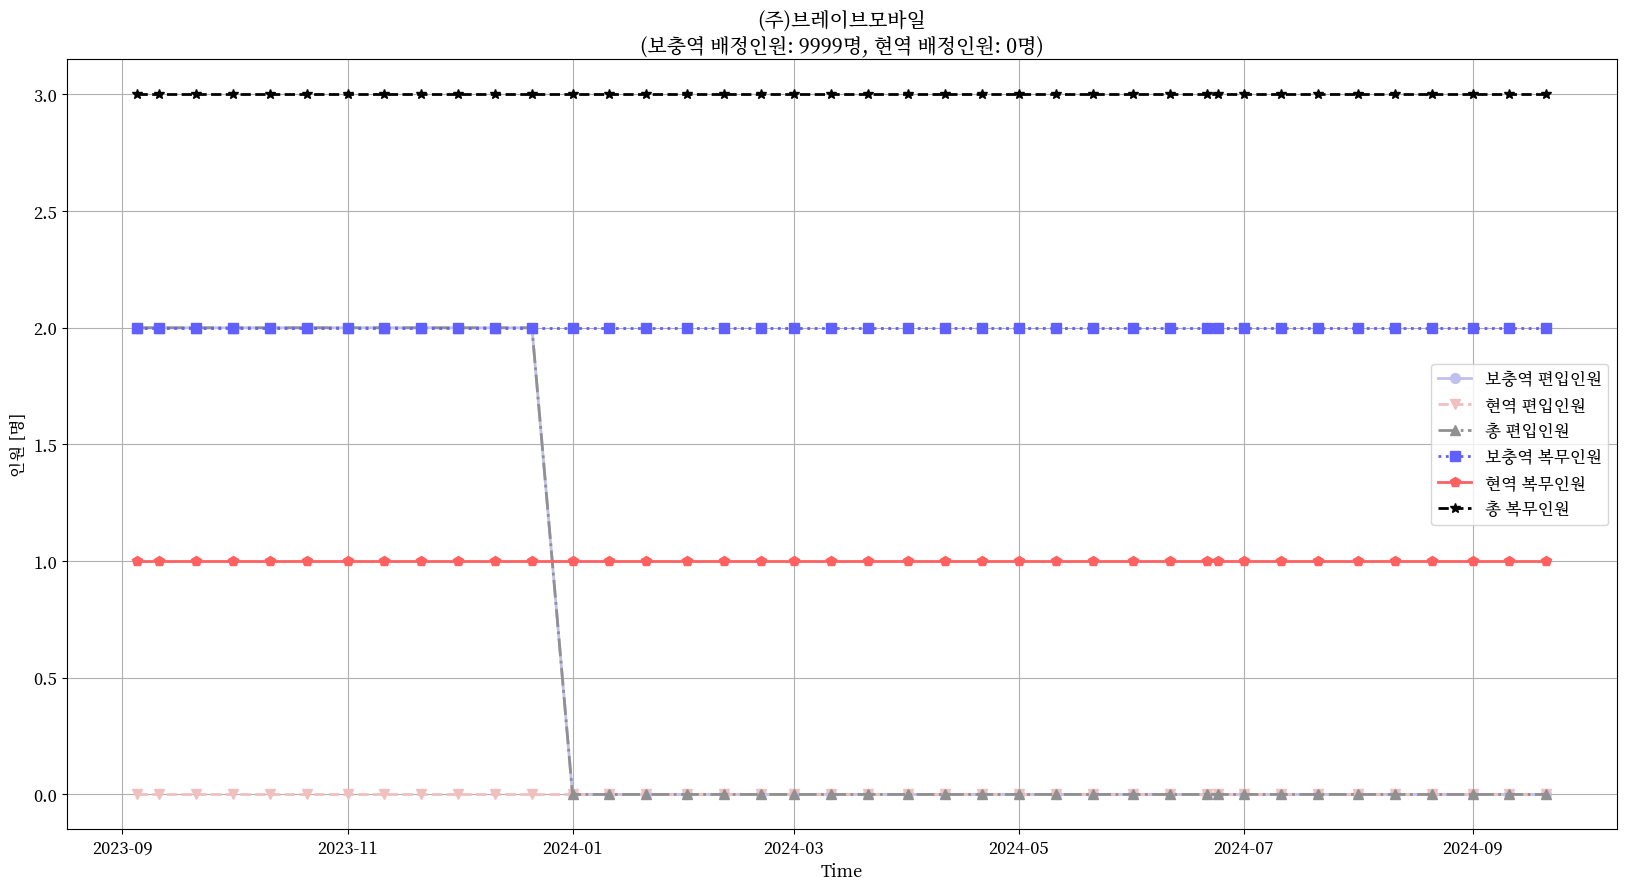 (주)브레이브모바일
(보충역 배정인원: 9999명, 현역 배정인원: 0명)
인원 [명]
3.0
2.5
2.0
1.5
1.0
0.5
0.0
보충역 편입인원
현역 편입인원
총 편입인원
보충역 복무인원
현역 복무인원
총 복무인원
2023-09 2023-11 2024-01 2024-03 2024-05 2024-07 2024-09
Time